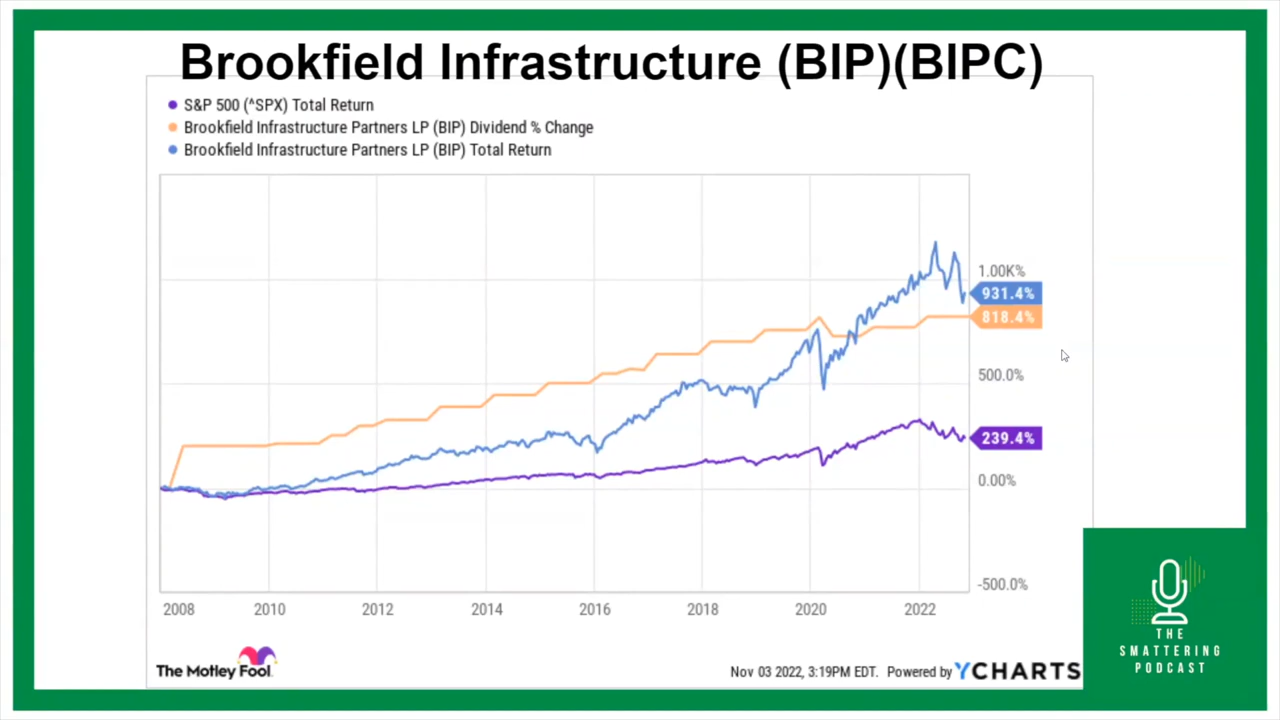 Brookfield Infrastructure (BIP)(BIPC)
S&P 500 (^SPX) Total Return
Brookfield Infrastructure Partners LP (BIP) Dividend % Change
Brookfield Infrastructure Partners LP (BIP) Total Return
1.00K%
931.4%
818.4%
500.0%
239.4%
0.00%
-500.0%
2008 2010 2012 2014 2016 2018 2020 2022
The Motley Fool
Nov 03 2022, 3:19PM EDT. Powered by YCHARTS
THE
SMATTERING
PODCAST